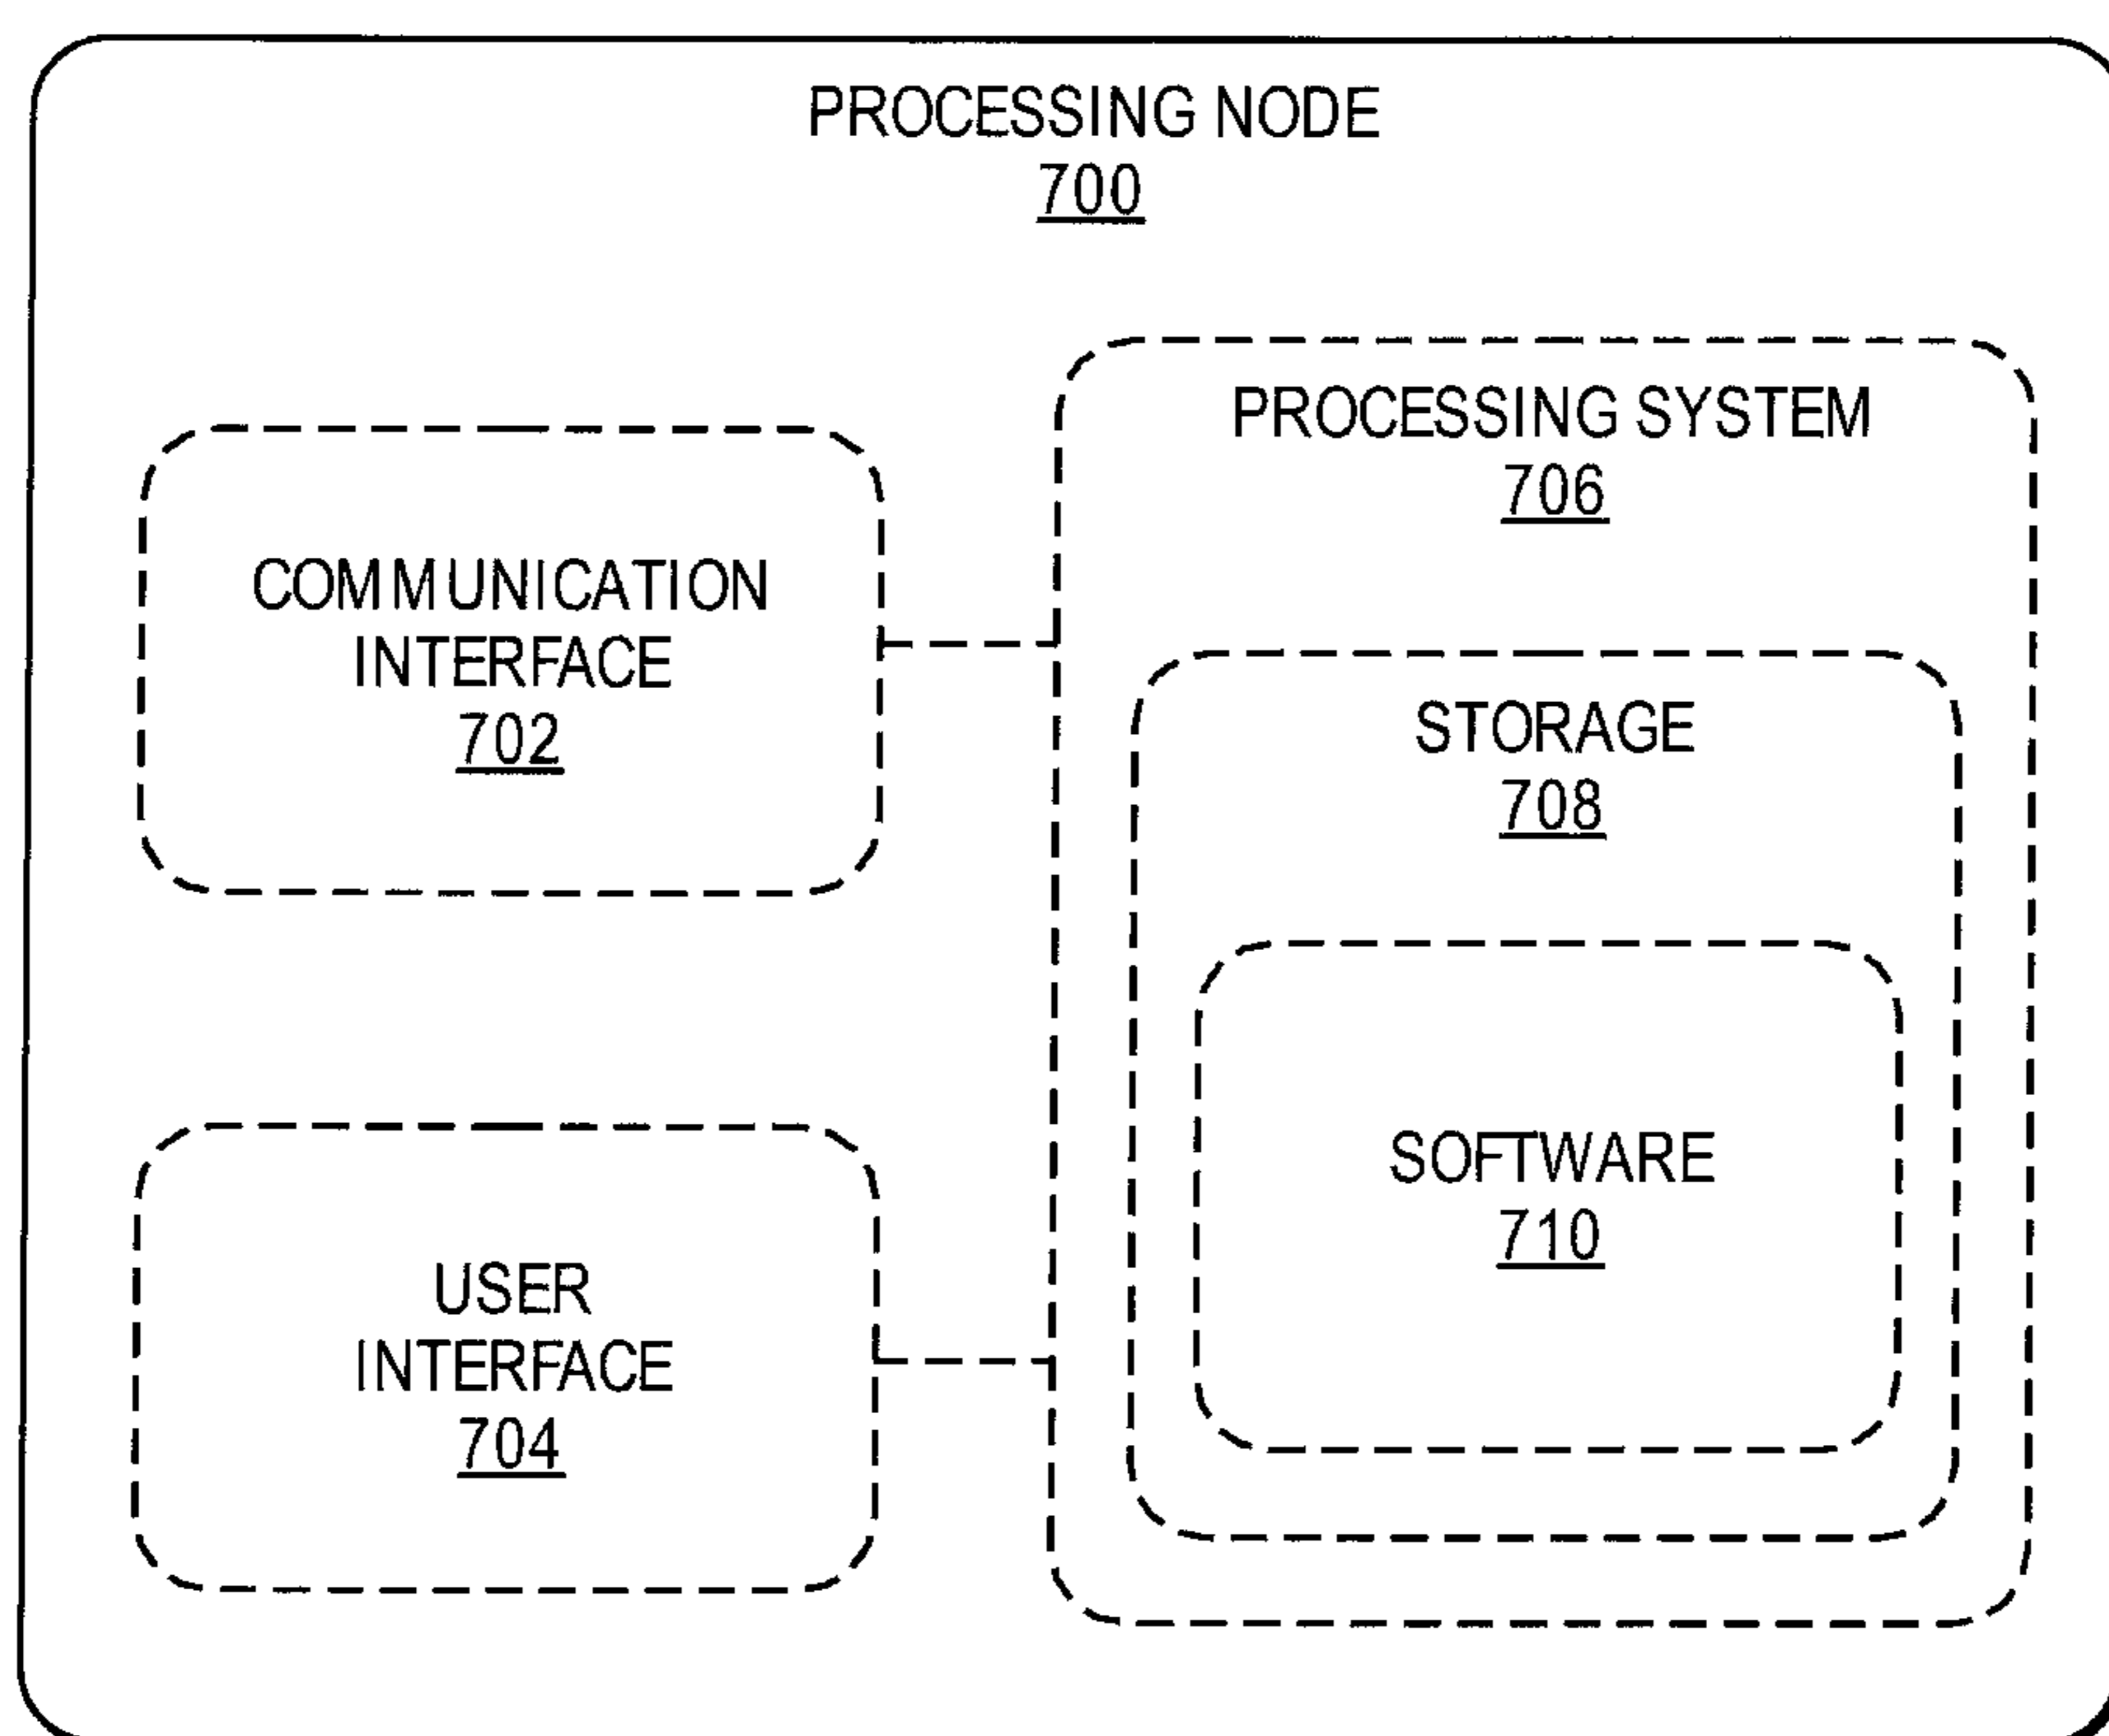 PROCESSING NODE
700
PROCESSING SYSTEM
706
COMMUNICATION
INTERFACE
702
STORAGE
708
SOFTWARE
710
USER
INTERFACE
704